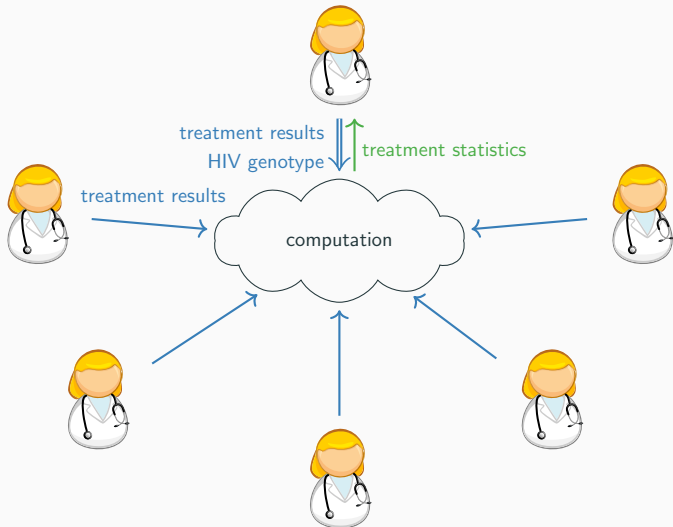 treatment results
HIV genotype
treatment statistics
treatment results
computation